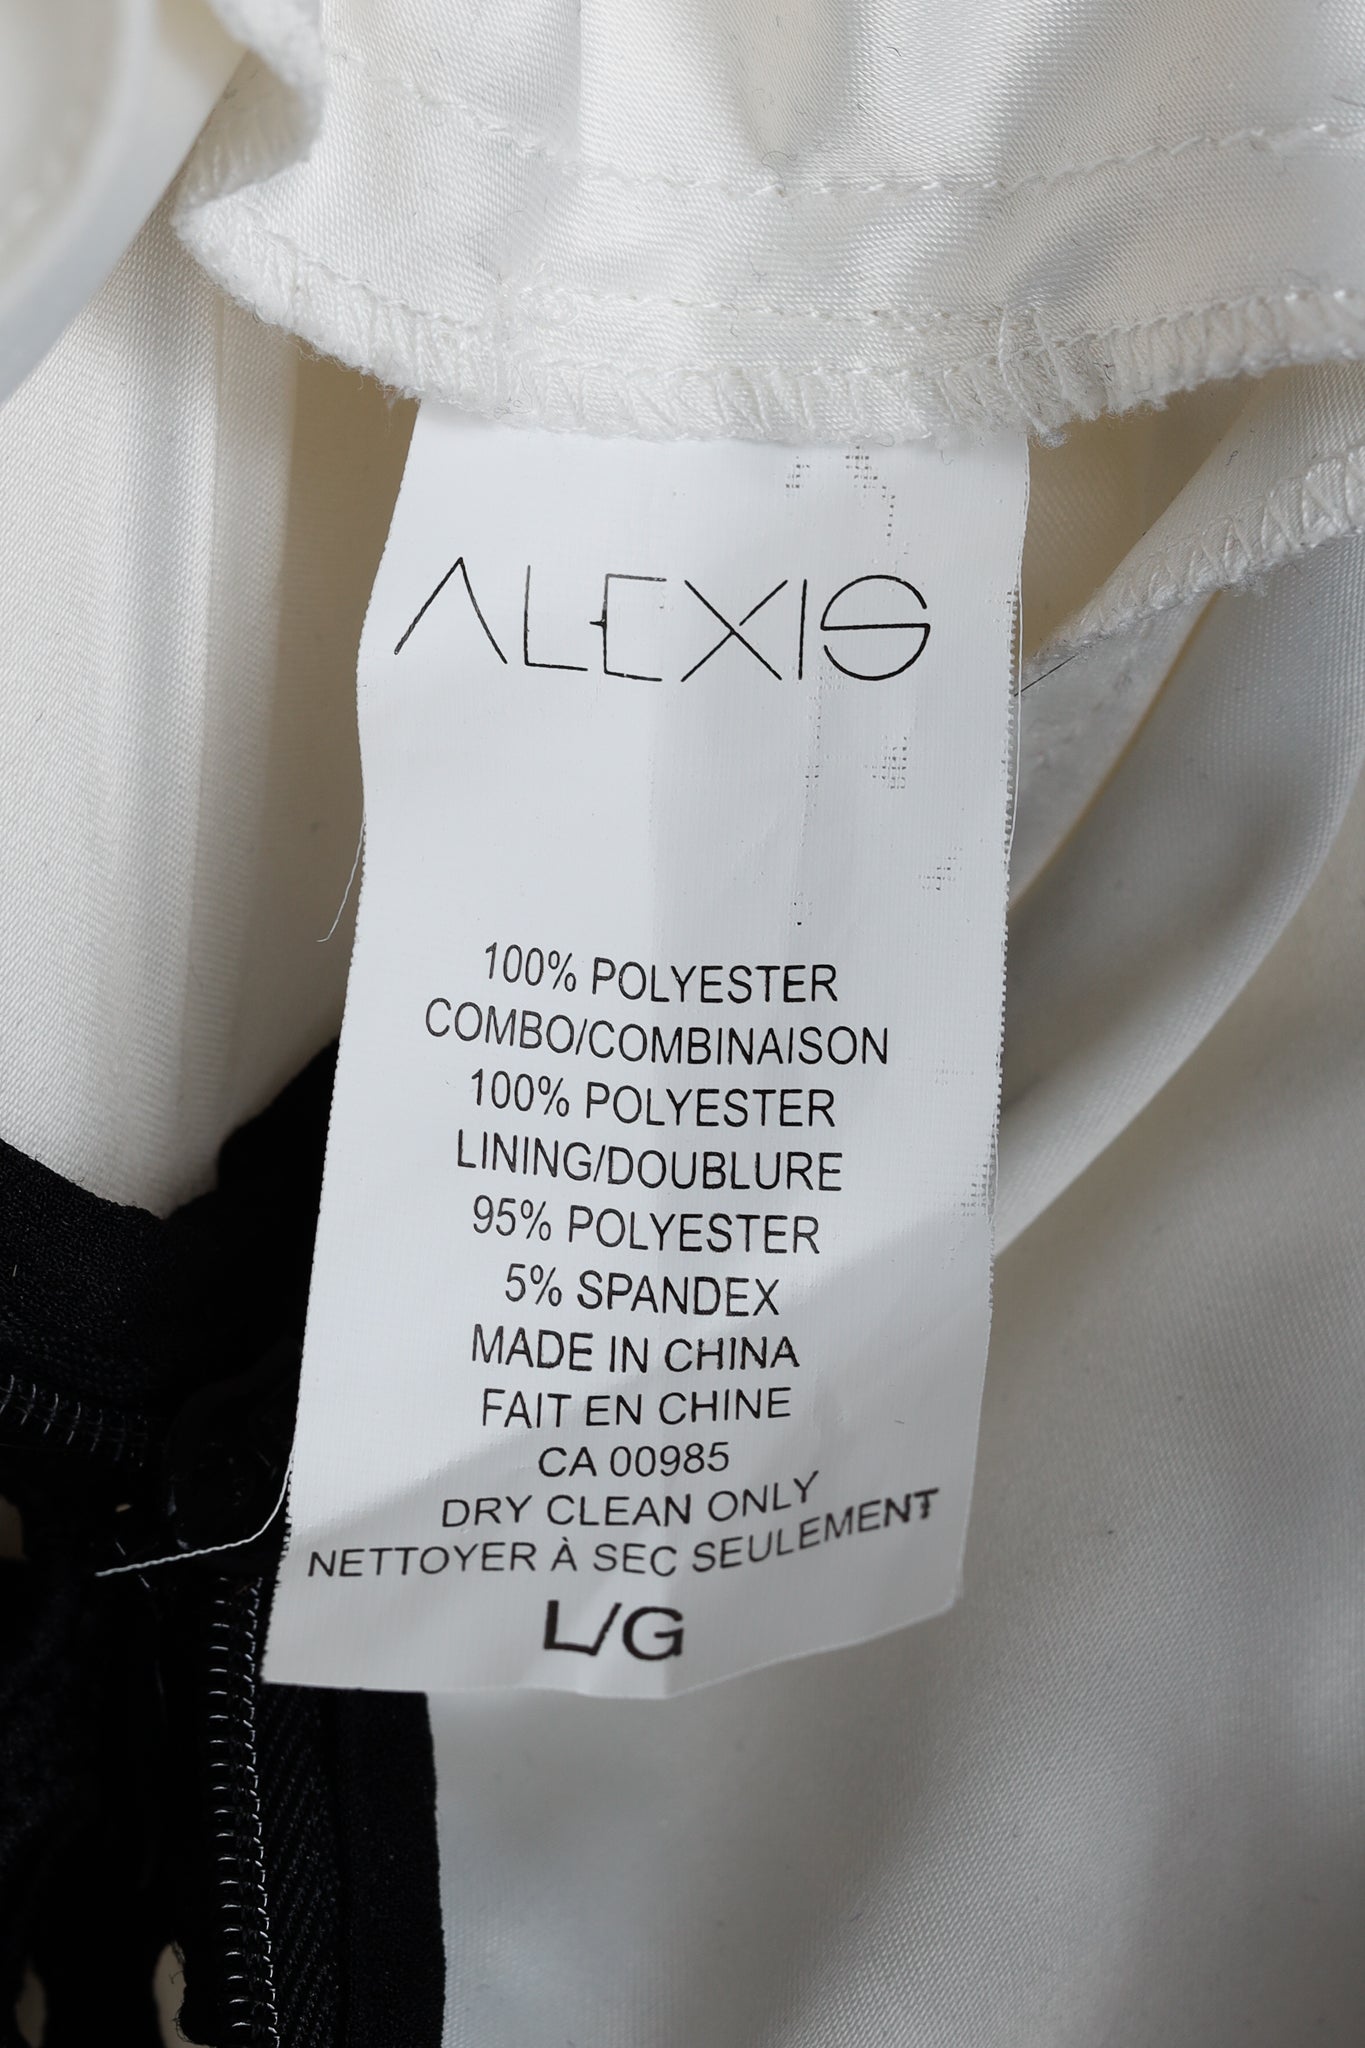 ALEXIS
100% POLYESTER
COMBO/COMBINAISON
100% POLYESTER
LINING/DOUBLURE
95% POLYESTER
5% SPANDEX
MADE IN CHINA
FAIT EN CHINE
CA 00985
DRY CLEAN ONLY
NETTOYER À SEC SEULEMENT
L/G